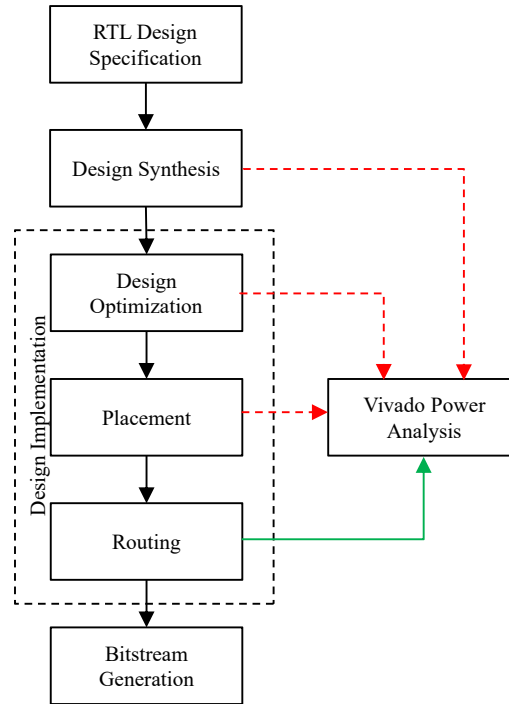 RTL Design
Specification
Design Synthesis
Design Implementation
Design
Optimization
Placement
Vivado Power
Analysis
Routing
Bitstream
Generation